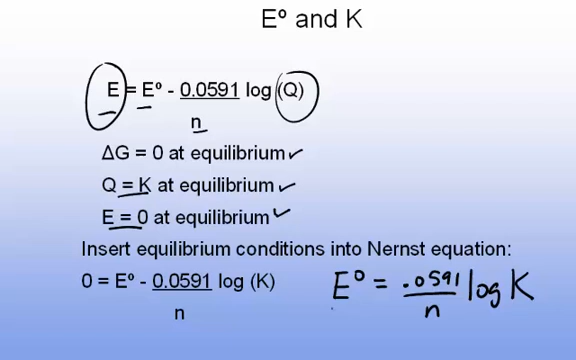 Eº and K
E = Eº - 0.0591 log (Q)
n
ΔG = 0 at equilibrium ✓
Q = K at equilibrium ✓
E = 0 at equilibrium ✓
Insert equilibrium conditions into Nernst equation:
0 = Eº - 0.0591 log (K)
n
Eº = .0591 log K
n